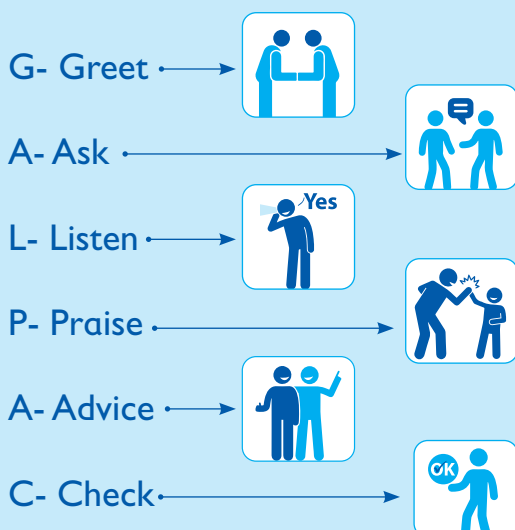 G- Greet
A- Ask
L- Listen
Yes
P- Praise
A- Advice
C- Check
OK